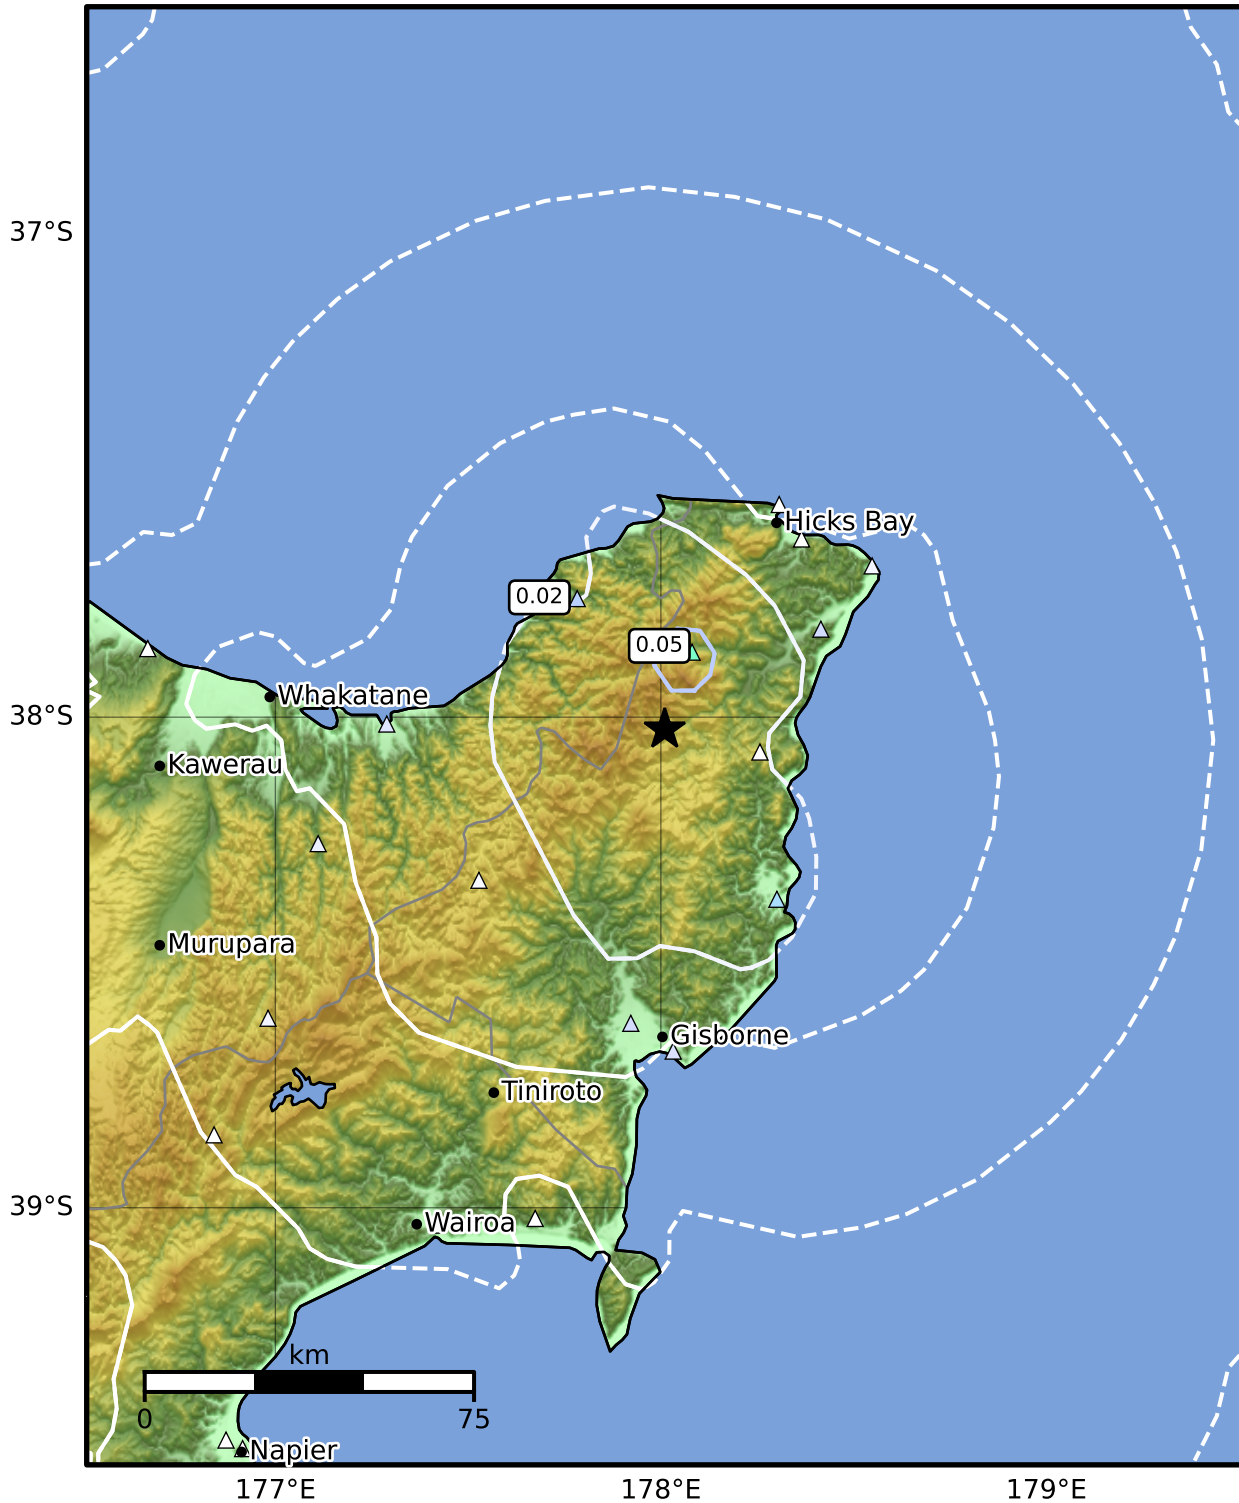 37°S
Hicks Bay
0.02
0.05
Whakatane
38°S
Kawerau
Murupara
Gisborne
Tiniroto
39°S
Wairoa
km
0 75
Napier
177°E 178°E 179°E